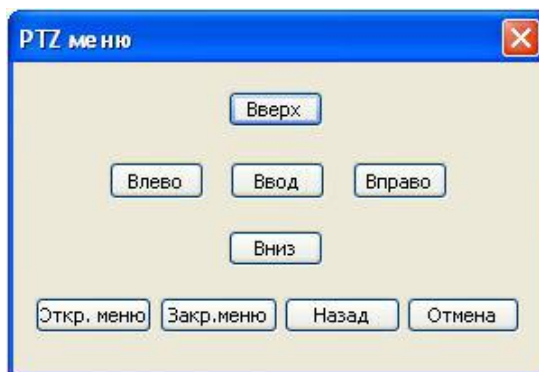 PTZ меню
Вверх
Влево Ввод Вправо
Вниз
Откр. меню Закр.меню Назад Отмена